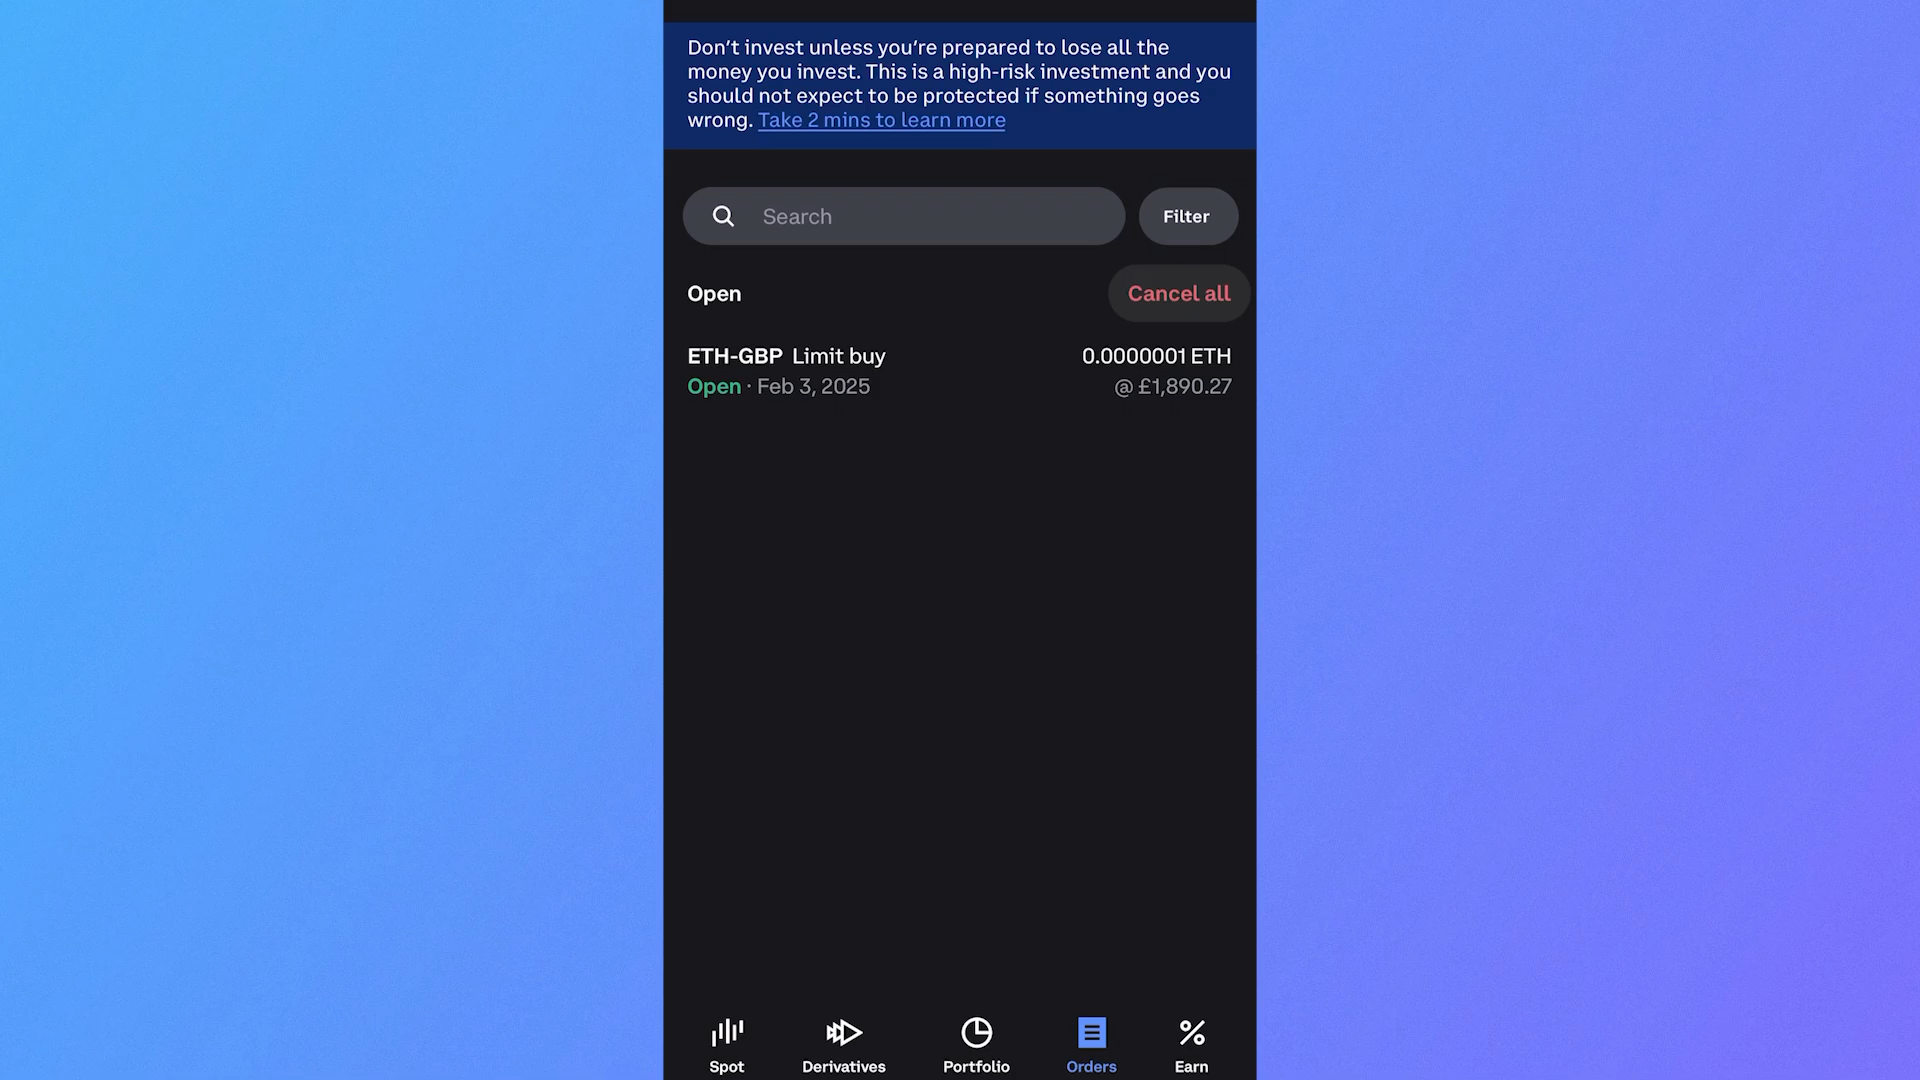 Don’t invest unless you’re prepared to lose all the
money you invest. This is a high-risk investment and you
should not expect to be protected if something goes
wrong. Take 2 mins to learn more
Search
Filter
Open
Cancel all
ETH-GBP Limit buy
0.0000001 ETH
Open · Feb 3, 2025
@ £1,890.27
Spot
Derivatives
Portfolio
Orders
Earn